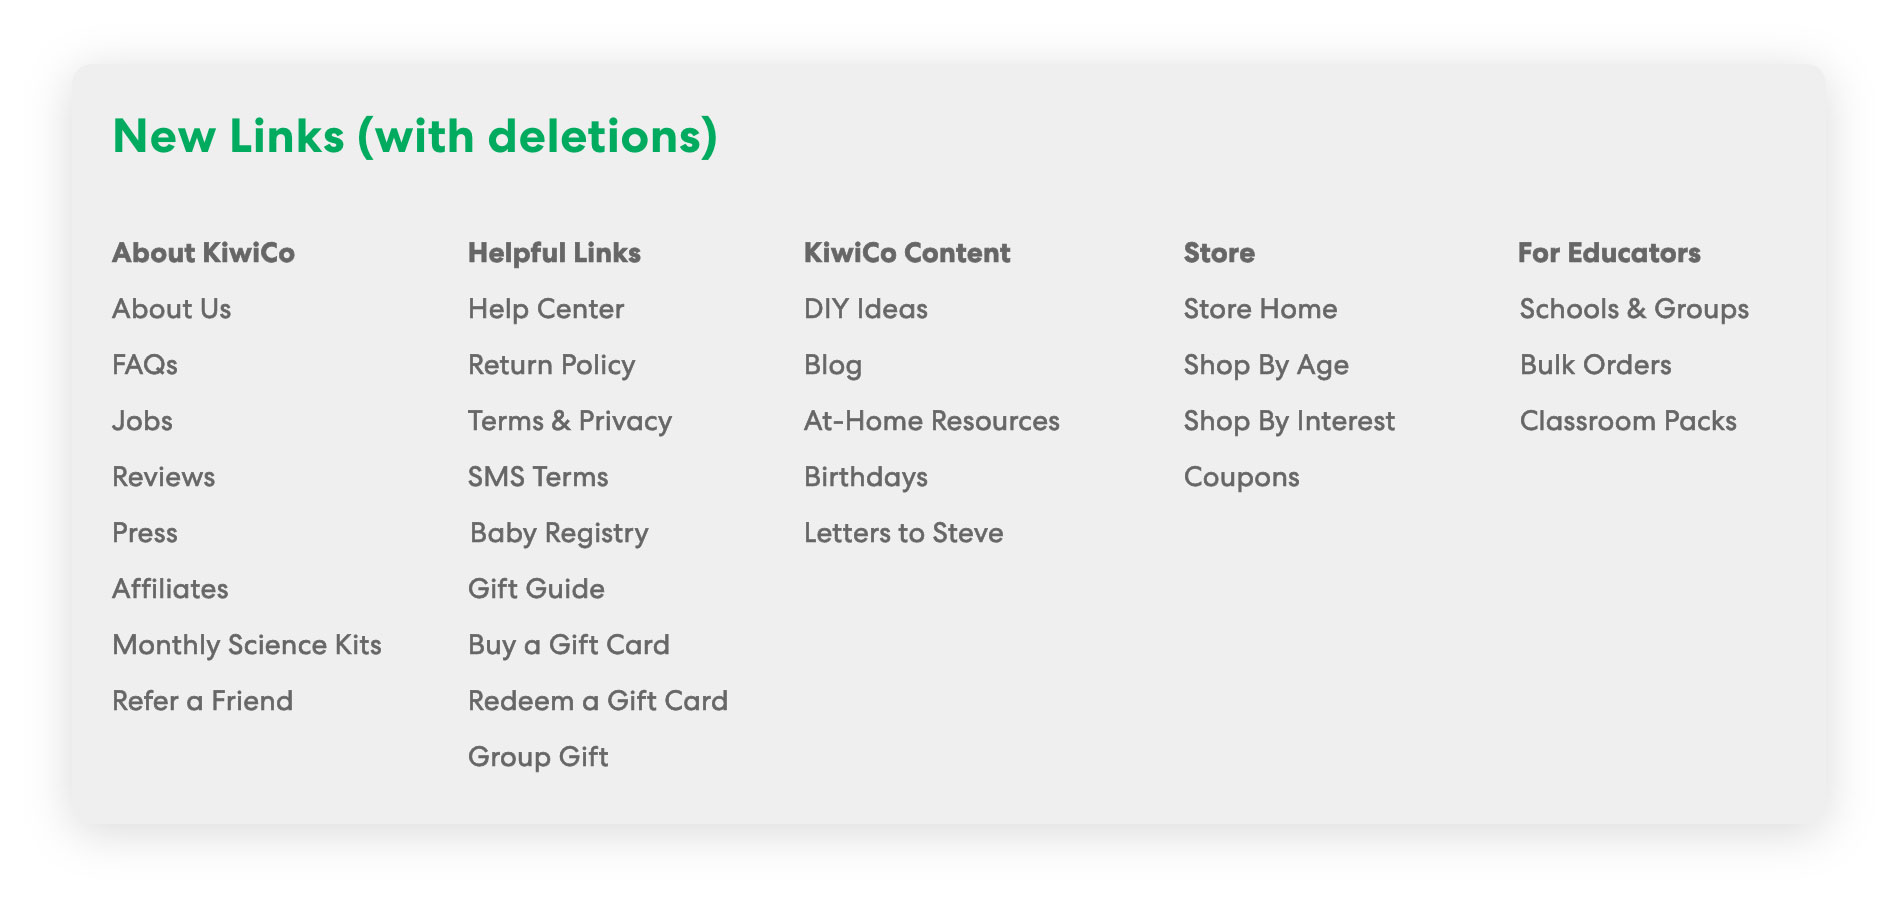 New Links (with deletions)
About KiwiCo
About Us
FAQs
Jobs
Reviews
Press
Affiliates
Monthly Science Kits
Refer a Friend
Helpful Links
Help Center
Return Policy
Terms & Privacy
SMS Terms
Baby Registry
Gift Guide
Buy a Gift Card
Redeem a Gift Card
Group Gift
KiwiCo Content
DIY Ideas
Blog
At-Home Resources
Birthdays
Letters to Steve
Store
Store Home
Shop By Age
Shop By Interest
Coupons
For Educators
Schools & Groups
Bulk Orders
Classroom Packs